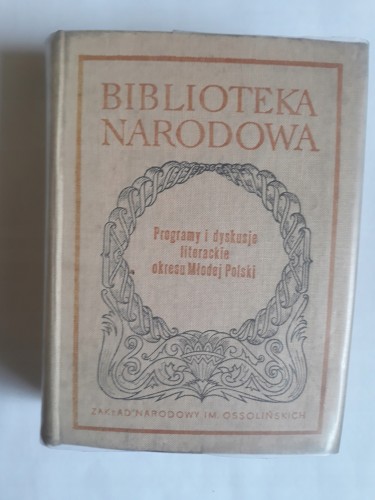 BIBLIOTEKA
NARODOWA
Programy i dyskusje
literackie
okresu Młodej Polski
ZAKŁAD NARODOWY IM. OSSOLIŃSKICH